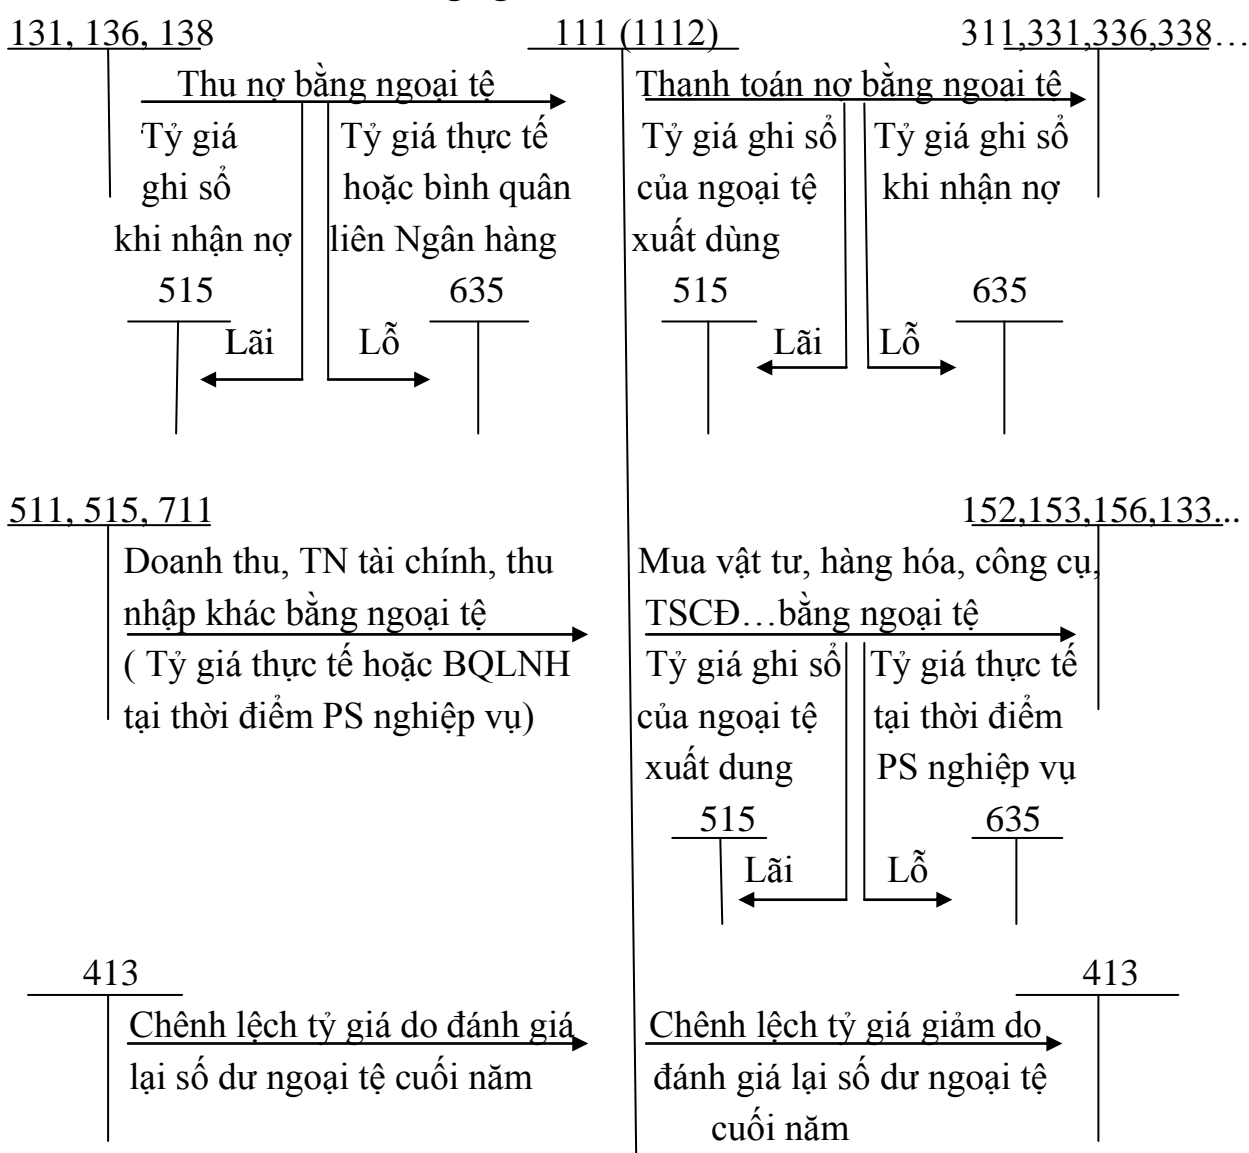 131, 136, 138
111 (1112)
311,331,336,338…
Thu nợ bằng ngoại tệ
Tỷ giá
ghi sổ
khi nhận nợ
Tỷ giá thực tế
hoặc bình quân
liên Ngân hàng
515
635
Lãi
Lỗ
Thanh toán nợ bằng ngoại tê
Tỷ giá ghi sổ
của ngoại tệ
xuất dùng
Tỷ giá ghi sổ
khi nhận nợ
515
635
Lãi
Lỗ
511, 515, 711
152,153,156,133...
Doanh thu, TN tài chính, thu
nhập khác bằng ngoại tệ
( Tỷ giá thực tế hoặc BQLNH
tại thời điểm PS nghiệp vụ)
Mua vật tư, hàng hóa, công cụ,
TSCĐ…bằng ngoại tệ
Tỷ giá ghi sổ
của ngoại tệ
xuất dung
Tỷ giá thực tế
tại thời điểm
PS nghiệp vụ
515
635
Lãi
Lỗ
413
413
Chênh lệch tỷ giá do đánh giá
lại số dư ngoại tệ cuối năm
Chênh lệch tỷ giá giảm do
đánh giá lại số dư ngoại tệ
cuối năm